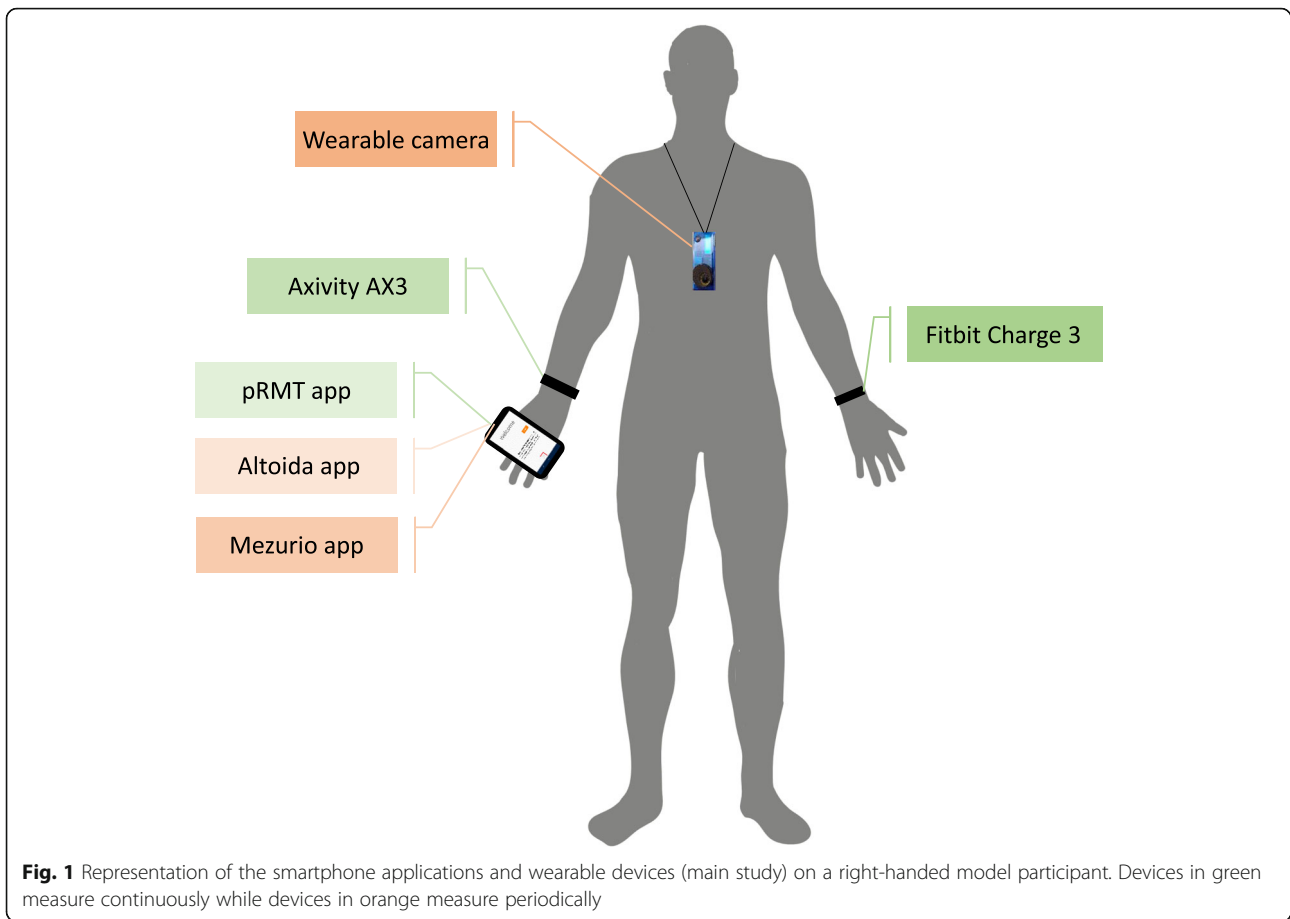 Wearable camera
Axivity AX3
Fitbit Charge 3
pRMT app
Altoida app
Mezurio app
Welcome
Fig. 1 Representation of the smartphone applications and wearable devices (main study) on a right-handed model participant. Devices in green
measure continuously while devices in orange measure periodically